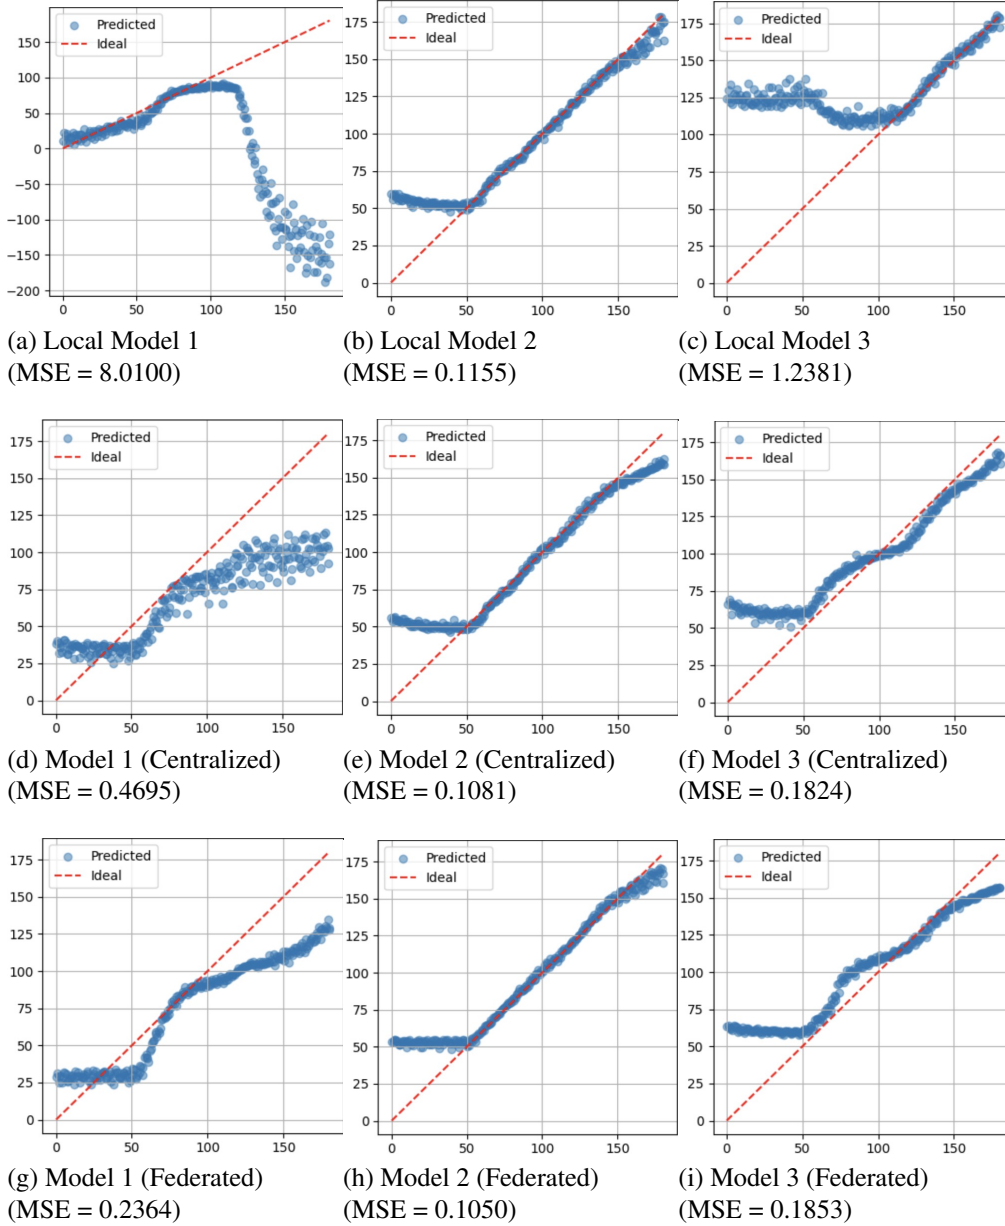 Predicted
Ideal
150
100
50
0
−50
−100
−150
−200
0 50 100 150
Predicted
Ideal
175
150
125
100
75
50
25
0
0 50 100 150
Predicted
Ideal
175
150
125
100
75
50
25
0
0 50 100 150
(a) Local Model 1
(MSE = 8.0100)
(b) Local Model 2
(MSE = 0.1155)
(c) Local Model 3
(MSE = 1.2381)
Predicted
Ideal
175
150
125
100
75
50
25
0
0 50 100 150
Predicted
Ideal
175
150
125
100
75
50
25
0
0 50 100 150
Predicted
Ideal
175
150
125
100
75
50
25
0
0 50 100 150
(d) Model 1 (Centralized)
(MSE = 0.4695)
(e) Model 2 (Centralized)
(MSE = 0.1081)
(f) Model 3 (Centralized)
(MSE = 0.1824)
Predicted
Ideal
175
150
125
100
75
50
25
0
0 50 100 150
Predicted
Ideal
175
150
125
100
75
50
25
0
0 50 100 150
Predicted
Ideal
175
150
125
100
75
50
25
0
0 50 100 150
(g) Model 1 (Federated)
(MSE = 0.2364)
(h) Model 2 (Federated)
(MSE = 0.1050)
(i) Model 3 (Federated)
(MSE = 0.1853)